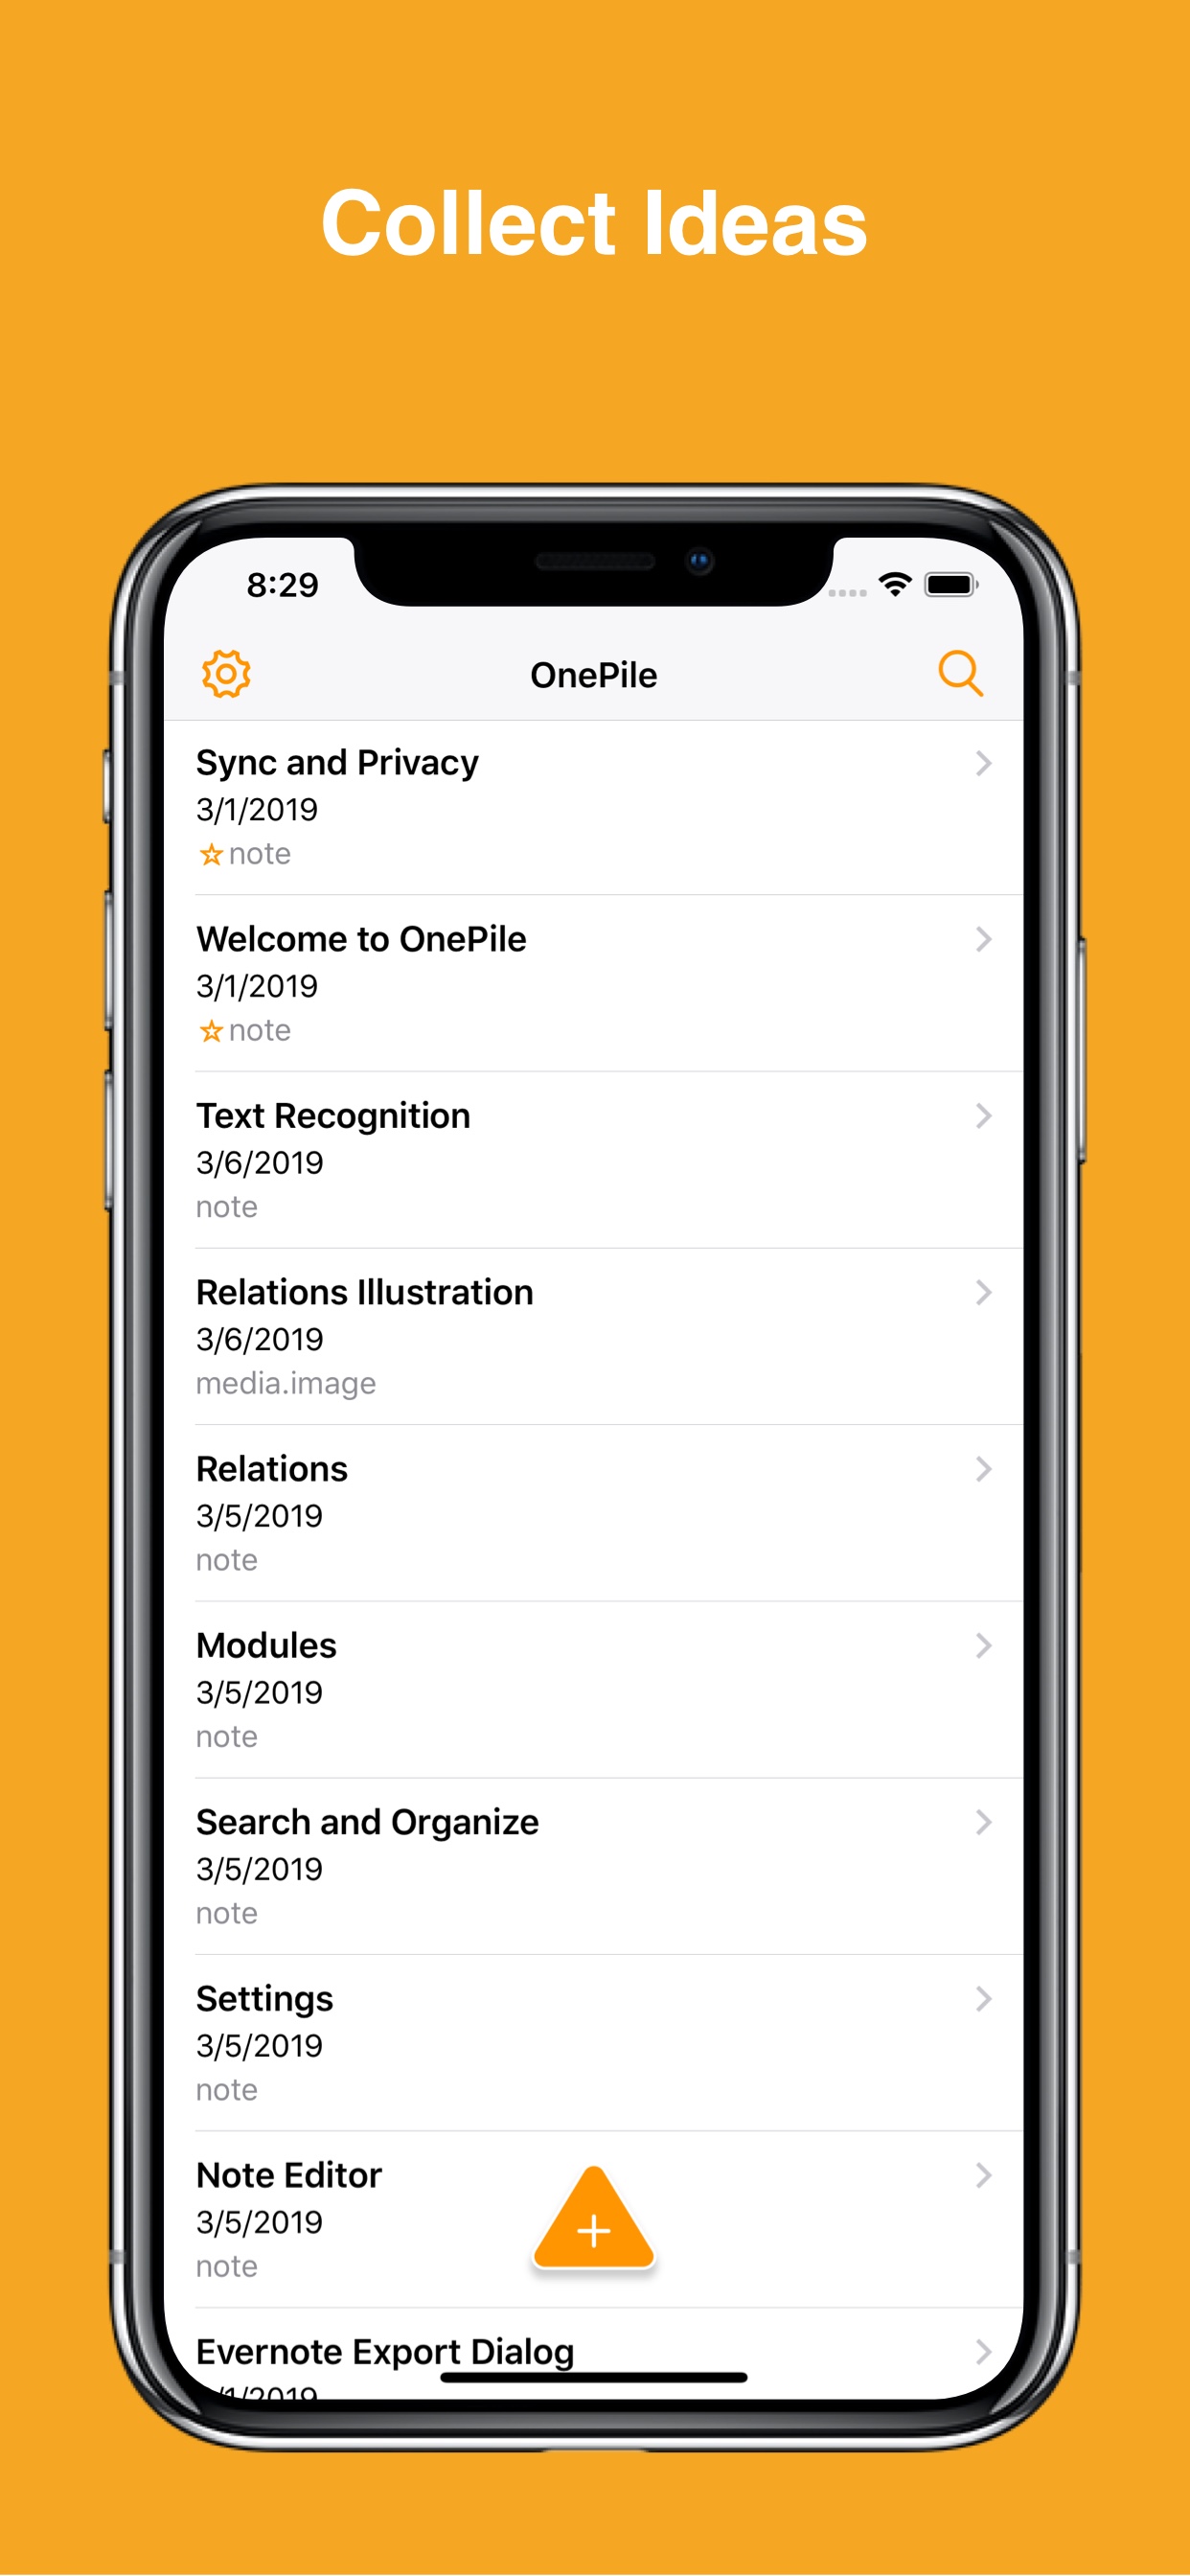 Collect Ideas
8:29
OnePile
Sync and Privacy
3/1/2019
note
Welcome to OnePile
3/1/2019
note
Text Recognition
3/6/2019
note
Relations Illustration
3/6/2019
media.image
Relations
3/5/2019
note
Modules
3/5/2019
note
Search and Organize
3/5/2019
note
Settings
3/5/2019
note
Note Editor
3/5/2019
note
Evernote Export Dialog